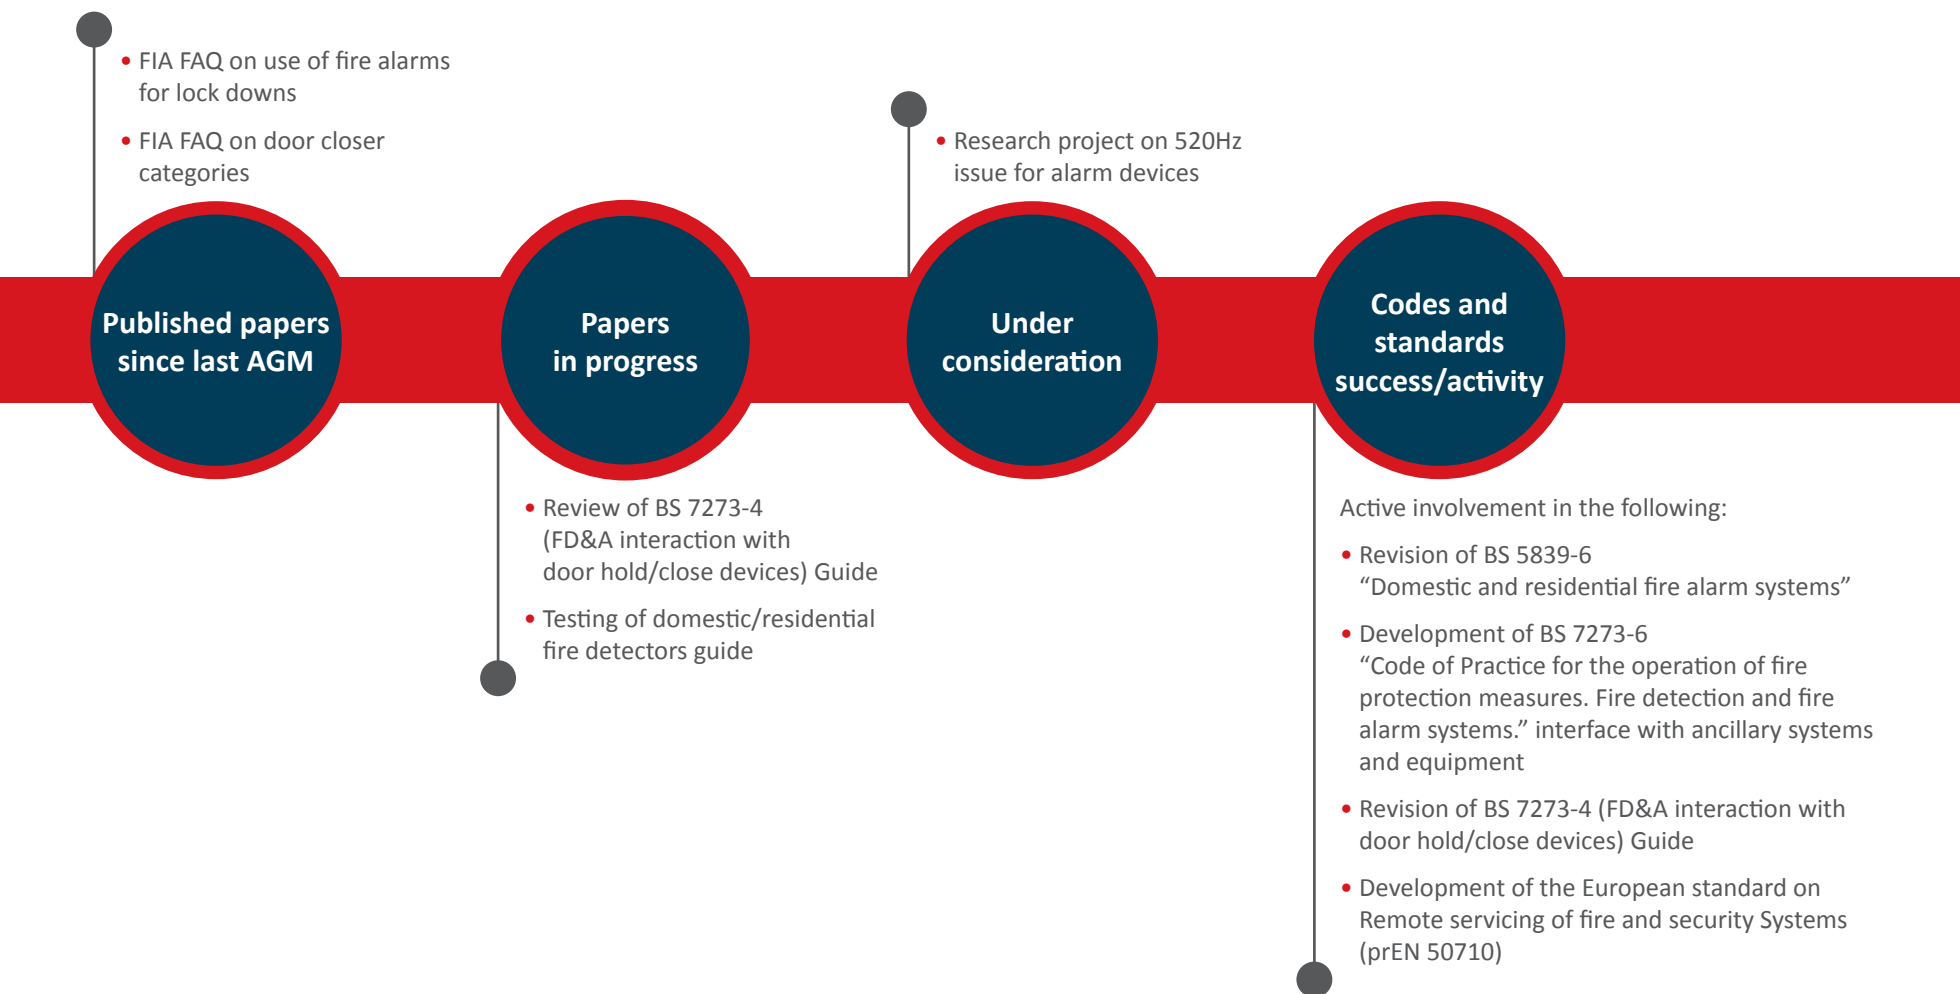 • FIA FAQ on use of fire alarms
for lock downs
• FIA FAQ on door closer
categories
Published papers
since last AGM
Papers
in progress
• Review of BS 7273-4
(FD&A interaction with
door hold/close devices) Guide
• Testing of domestic/residential
fire detectors guide
• Research project on 520Hz
issue for alarm devices
Under
consideration
Codes and
standards
success/activity
Active involvement in the following:
• Revision of BS 5839-6
“Domestic and residential fire alarm systems”
• Development of BS 7273-6
“Code of Practice for the operation of fire
protection measures. Fire detection and fire
alarm systems.” interface with ancillary systems
and equipment
• Revision of BS 7273-4 (FD&A interaction with
door hold/close devices) Guide
• Development of the European standard on
Remote servicing of fire and security Systems
(prEN 50710)